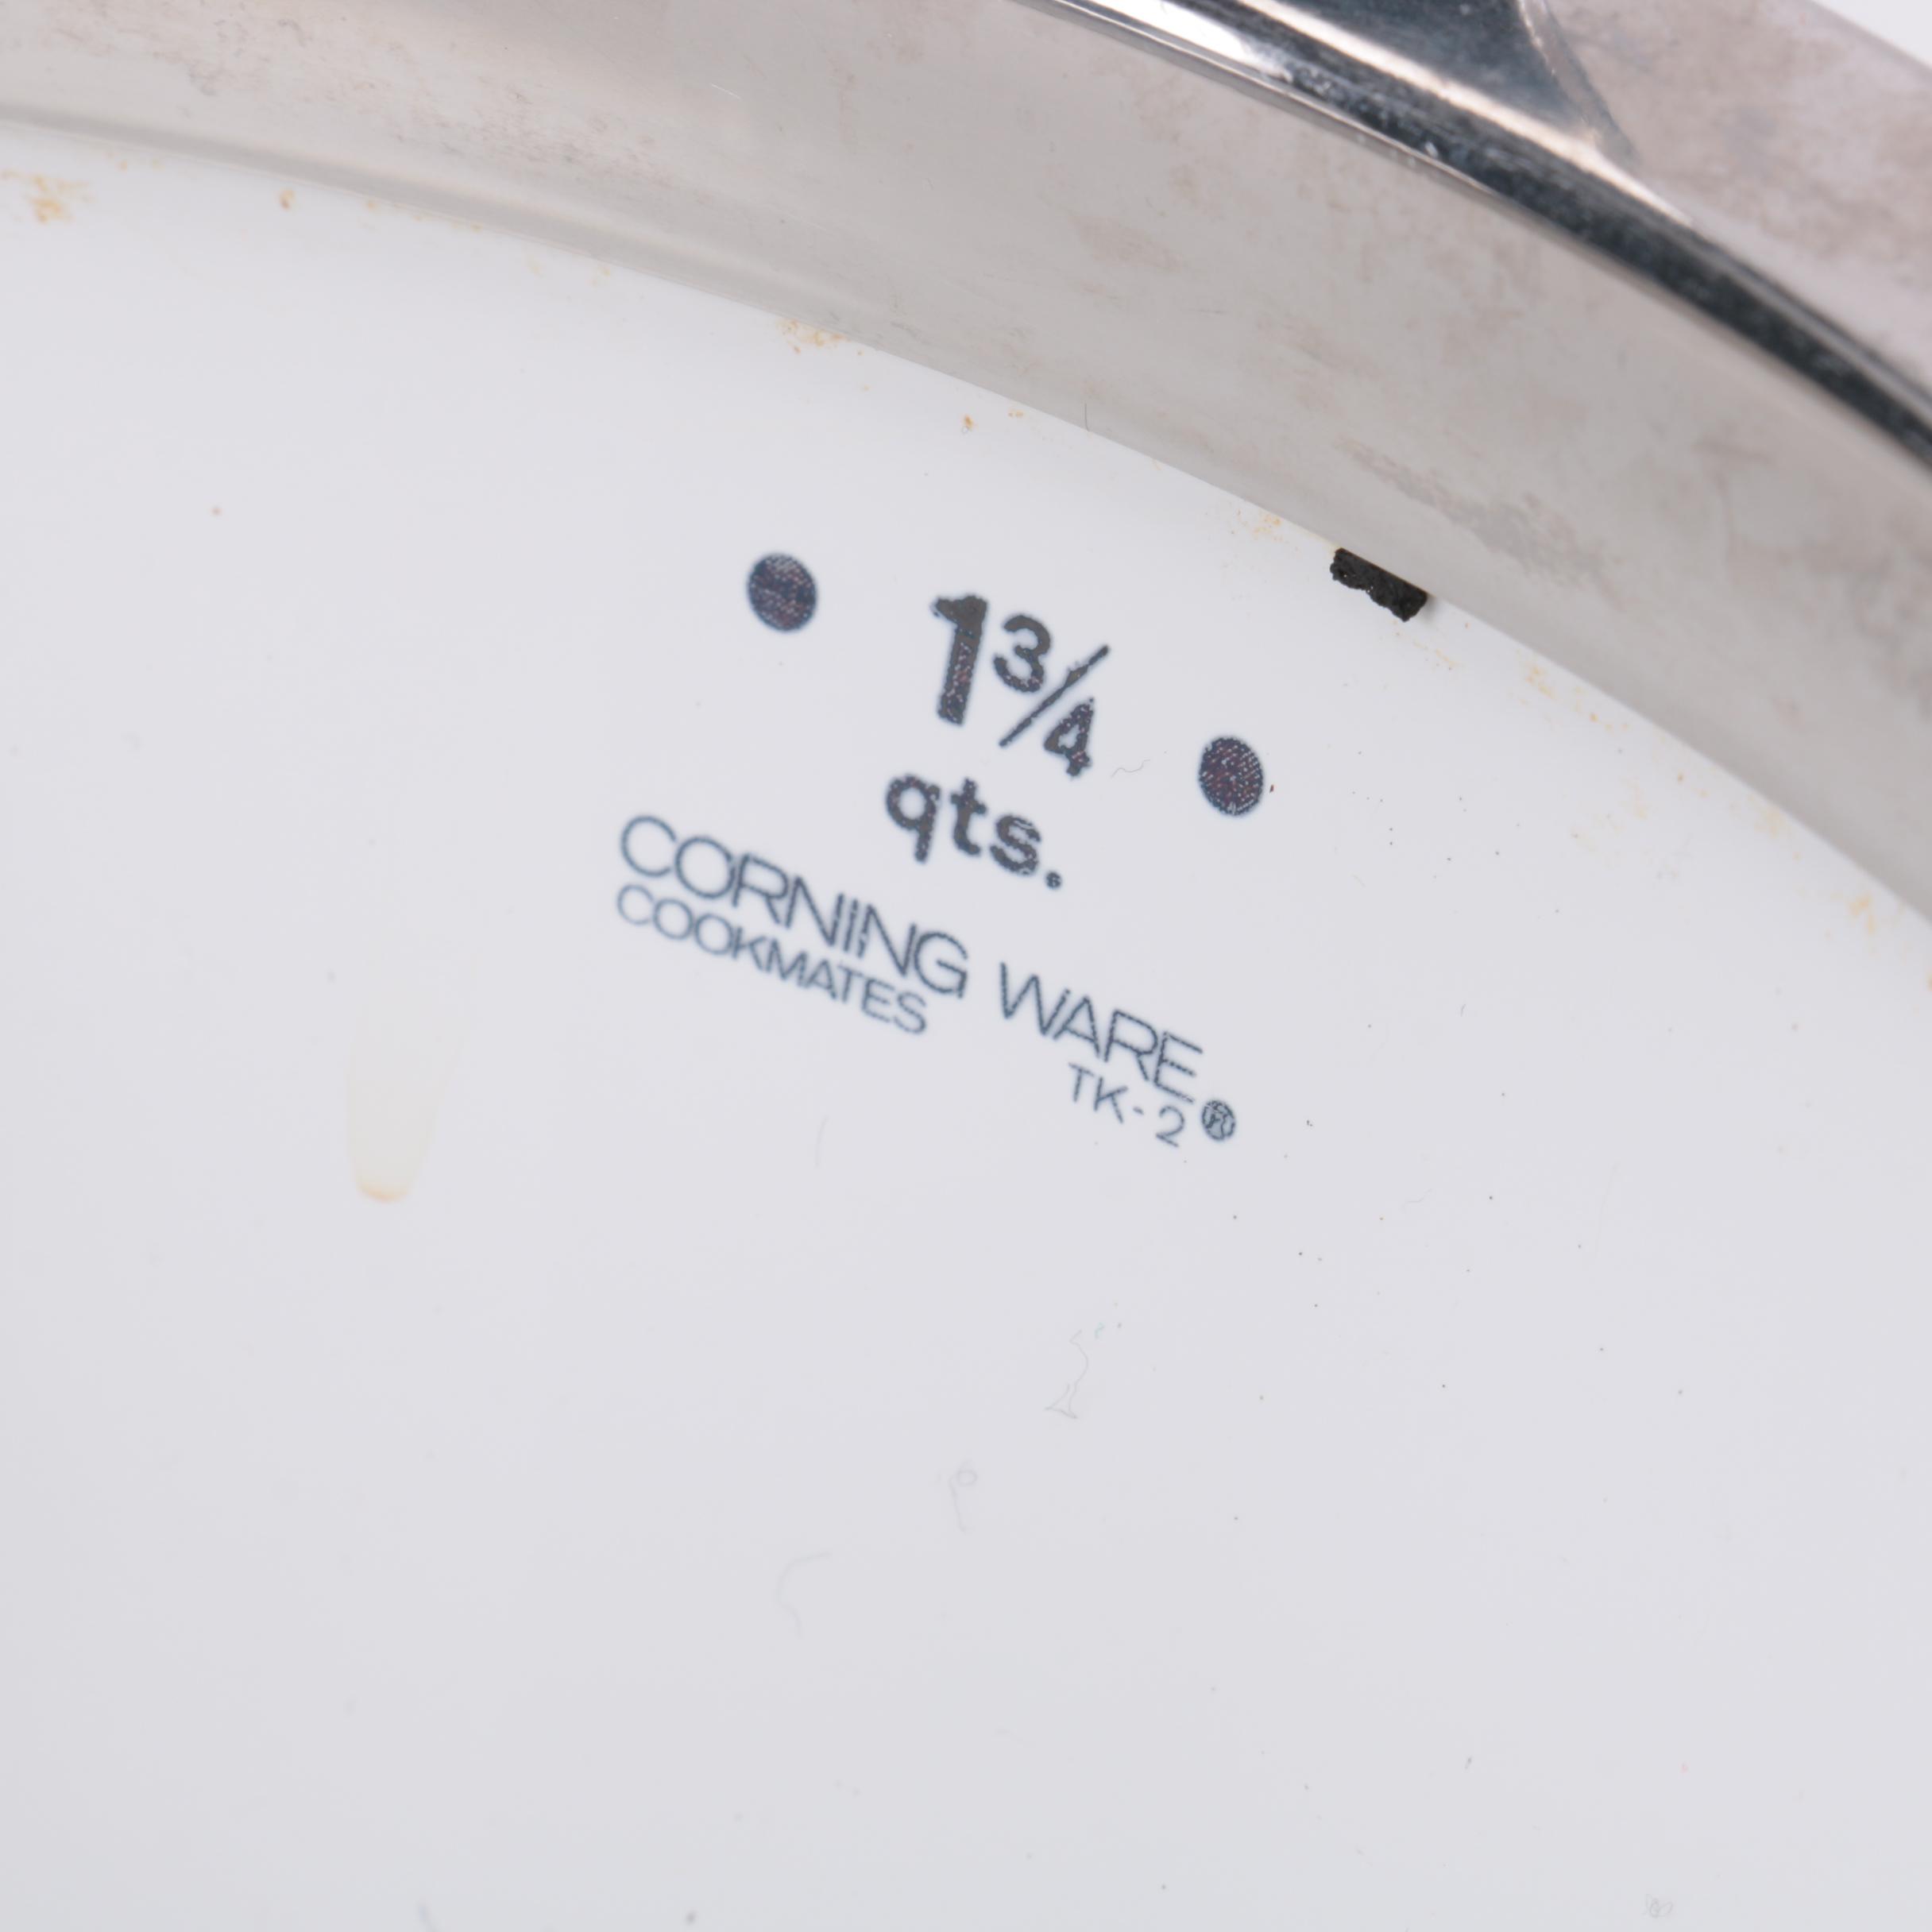 1¾
qts.
CORNING WARE®
COOKMATES
TK-2